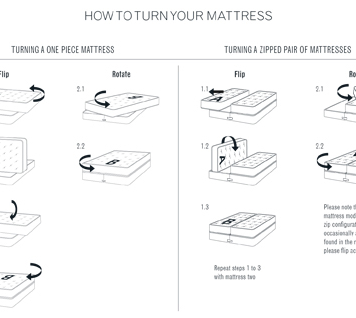 HOW TO TURN YOUR MATTRESS
TURNING A ONE PIECE MATTRESS
TURNING A ZIPPED PAIR OF MATTRESSES
Flip
Rotate
Flip
2.1
1.1
2.1
A
2.2
B
1.2
A
2.2
B
1.3
B
Repeat steps 1 to 3
with mattress two
Please note th
mattress mod
zip configurat
occasionally
found in the
please flip ac